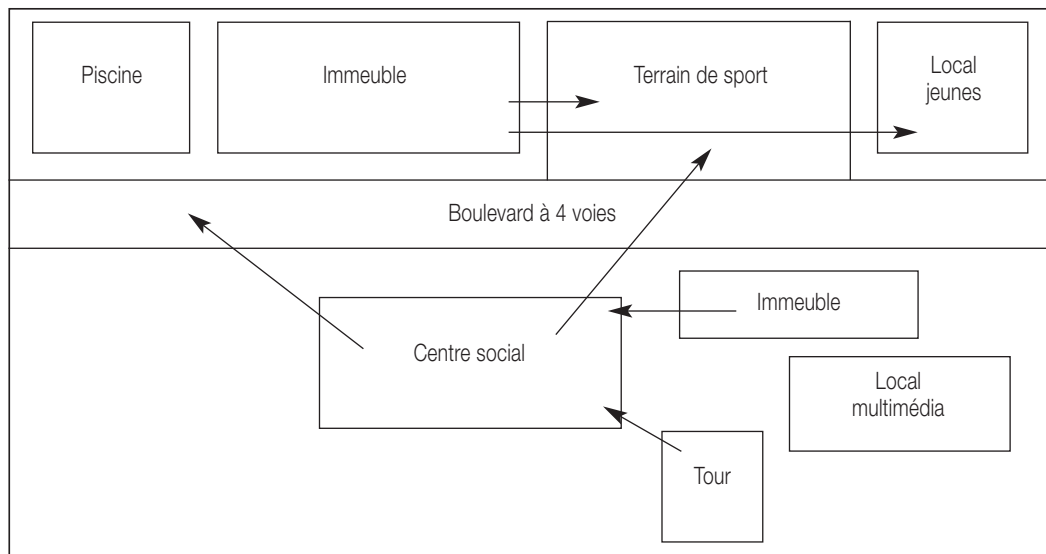 Piscine
Immeuble
Terrain de sport
Local
jeunes
Boulevard à 4 voies
Immeuble
Centre social
Local
multimédia
Tour